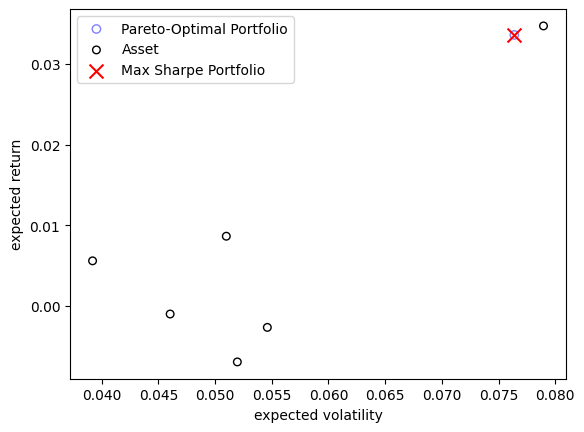 Pareto-Optimal Portfolio
Asset
Max Sharpe Portfolio
expected return
0.03
0.02
0.01
0.00
0.040 0.045 0.050 0.055 0.060 0.065 0.070 0.075 0.080
expected volatility